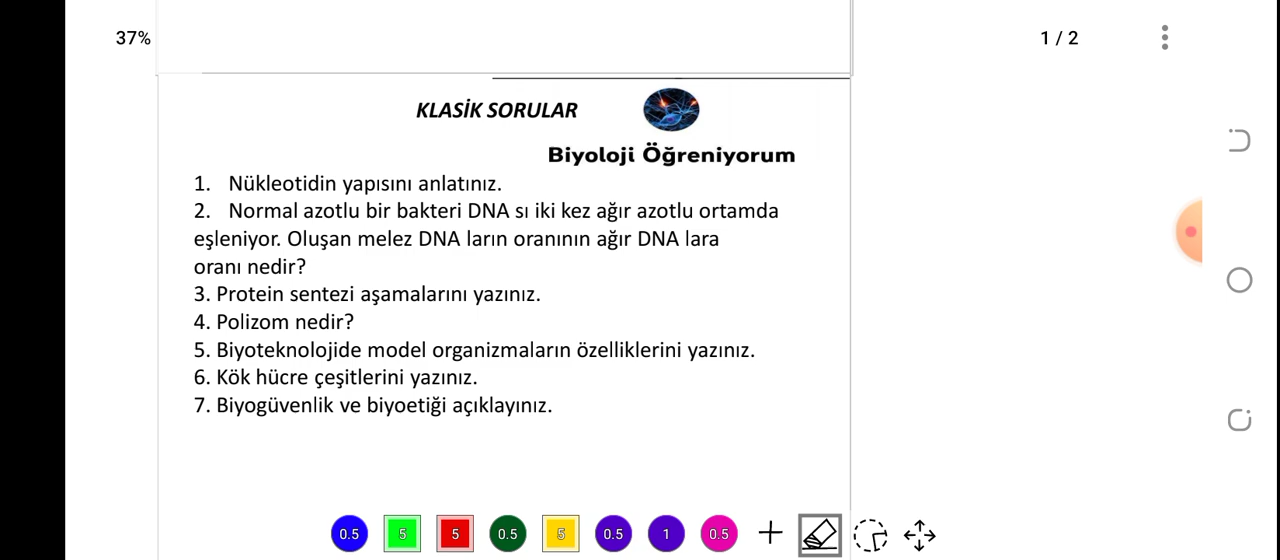 37%
1 / 2
KLASİK SORULAR
Biyoloji Öğreniyorum
1. Nükleotidin yapısını anlatınız.
2. Normal azotlu bir bakteri DNA sı iki kez ağır azotlu ortamda
eşleniyor. Oluşan melez DNA ların oranının ağır DNA lara
oranı nedir?
3. Protein sentezi aşamalarını yazınız.
4. Polizom nedir?
5. Biyoteknolojide model organizmaların özelliklerini yazınız.
6. Kök hücre çeşitlerini yazınız.
7. Biyogüvenlik ve biyoetiği açıklayınız.
0.5 5 5 0.5 5 0.5 1 0.5